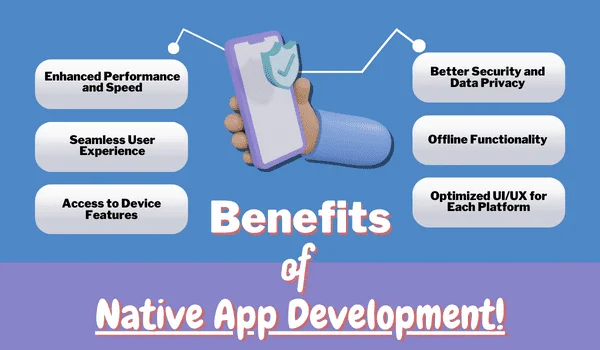 Enhanced Performance
and Speed
Seamless User
Experience
Access to Device
Features
Better Security and
Data Privacy
Offline Functionality
Optimized UI/UX for
Each Platform
Benefits
of
Native App Development!